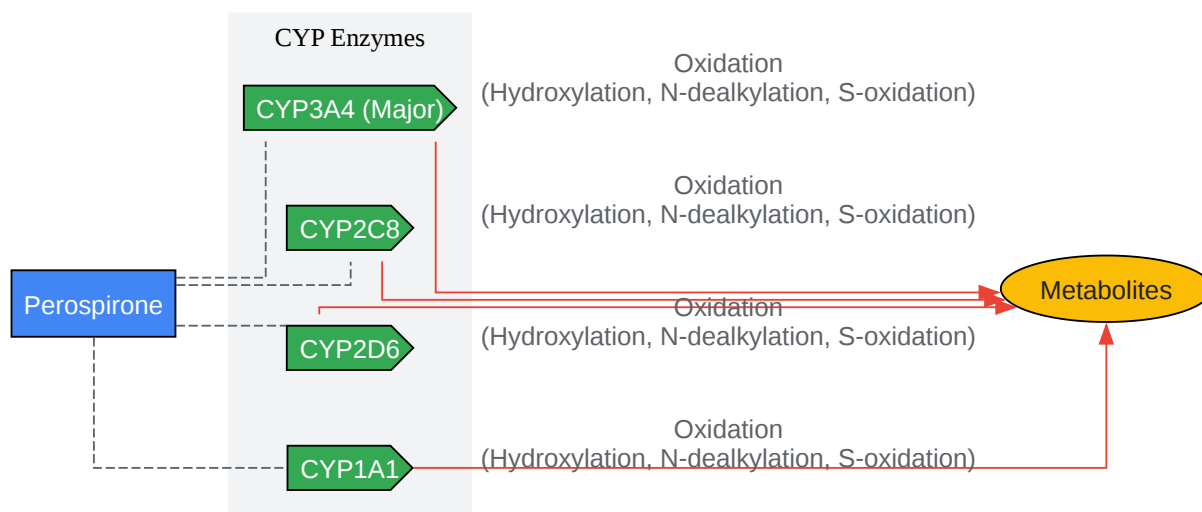 CYP Enzymes
Oxidation
(Hydroxylation, N-dealkylation, S-oxidation)
CYP3A4 (Major)
Oxidation
(Hydroxylation, N-dealkylation, S-oxidation)
CYP2C8
Perospirone
Metabolites
Oxidation
(Hydroxylation, N-dealkylation, S-oxidation)
CYP2D6
Oxidation
(Hydroxylation, N-dealkylation, S-oxidation)
CYP1A1